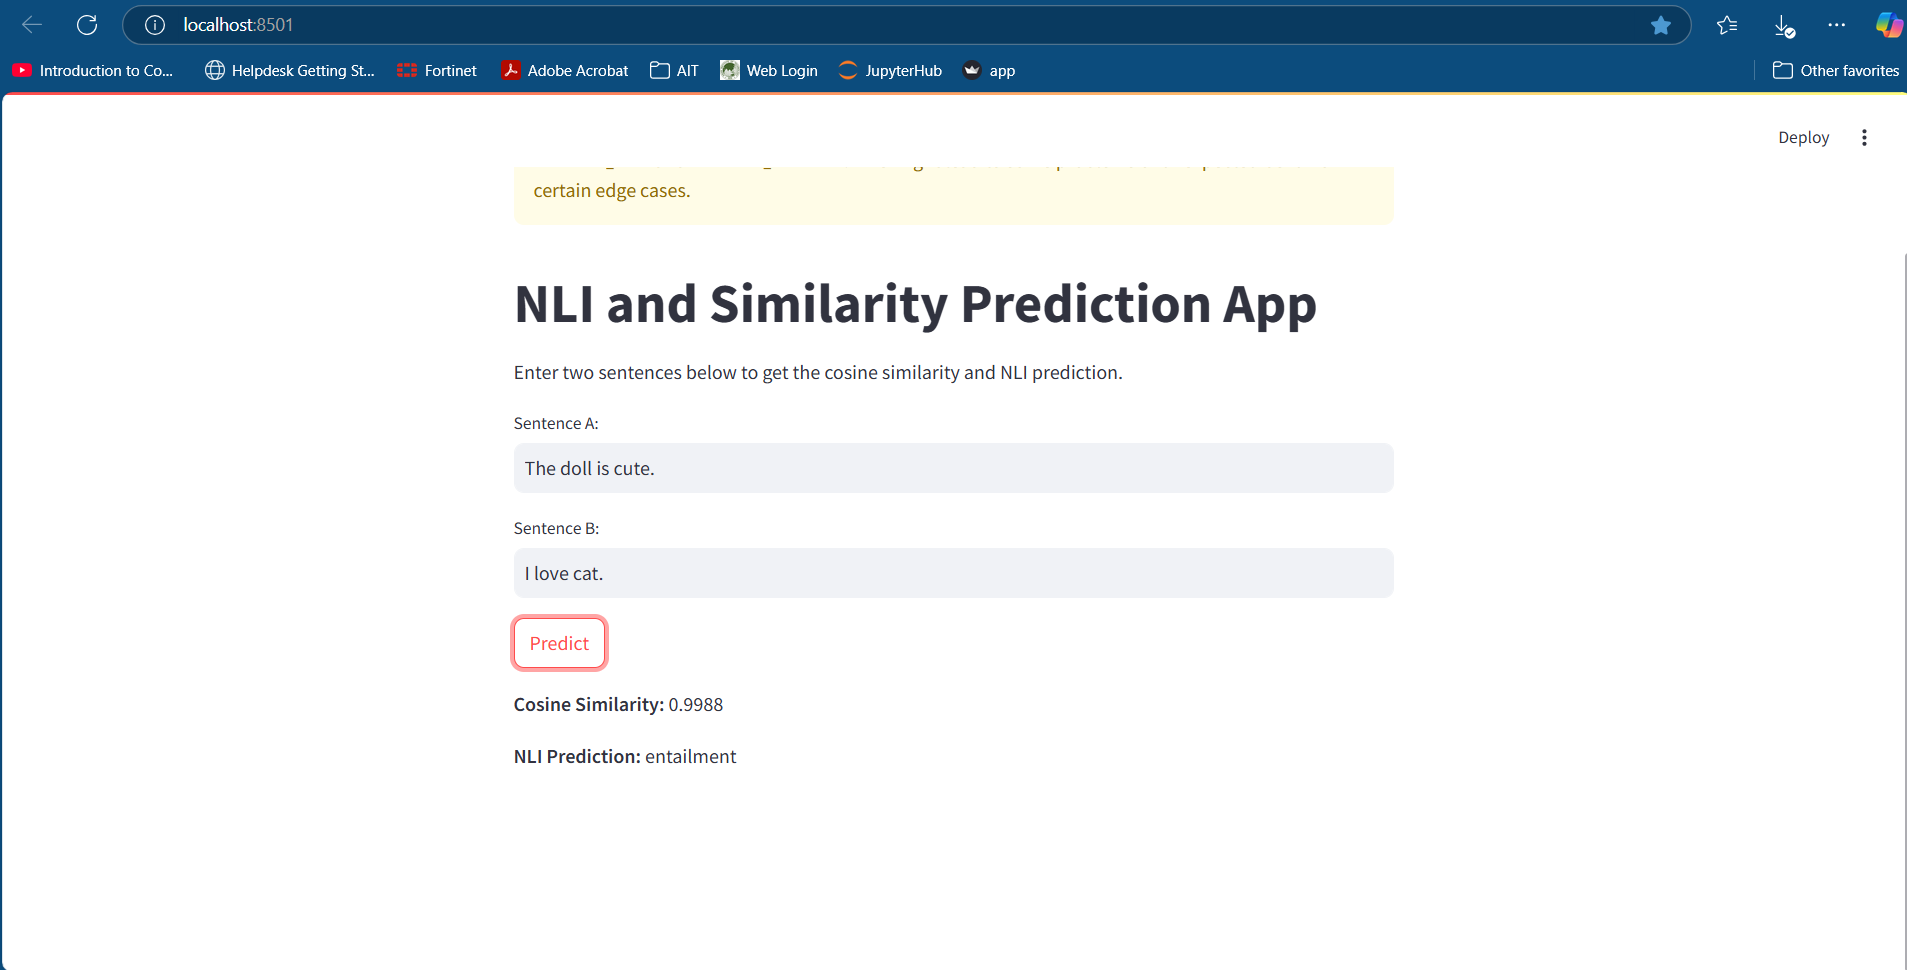 localhost:8501
Introduction to Co...
Helpdesk Getting St...
Fortinet
Adobe Acrobat
AIT
Web Login
JupyterHub
app
Other favorites
Deploy
certain edge cases.
NLI and Similarity Prediction App
Enter two sentences below to get the cosine similarity and NLI prediction.
Sentence A:
The doll is cute.
Sentence B:
I love cat.
Predict
Cosine Similarity: 0.9988
NLI Prediction: entailment